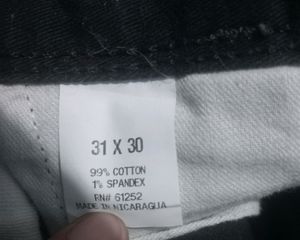 31 X 30
99% COTTON
1% SPANDEX
RN# 61252
MADE IN NICARAGUA